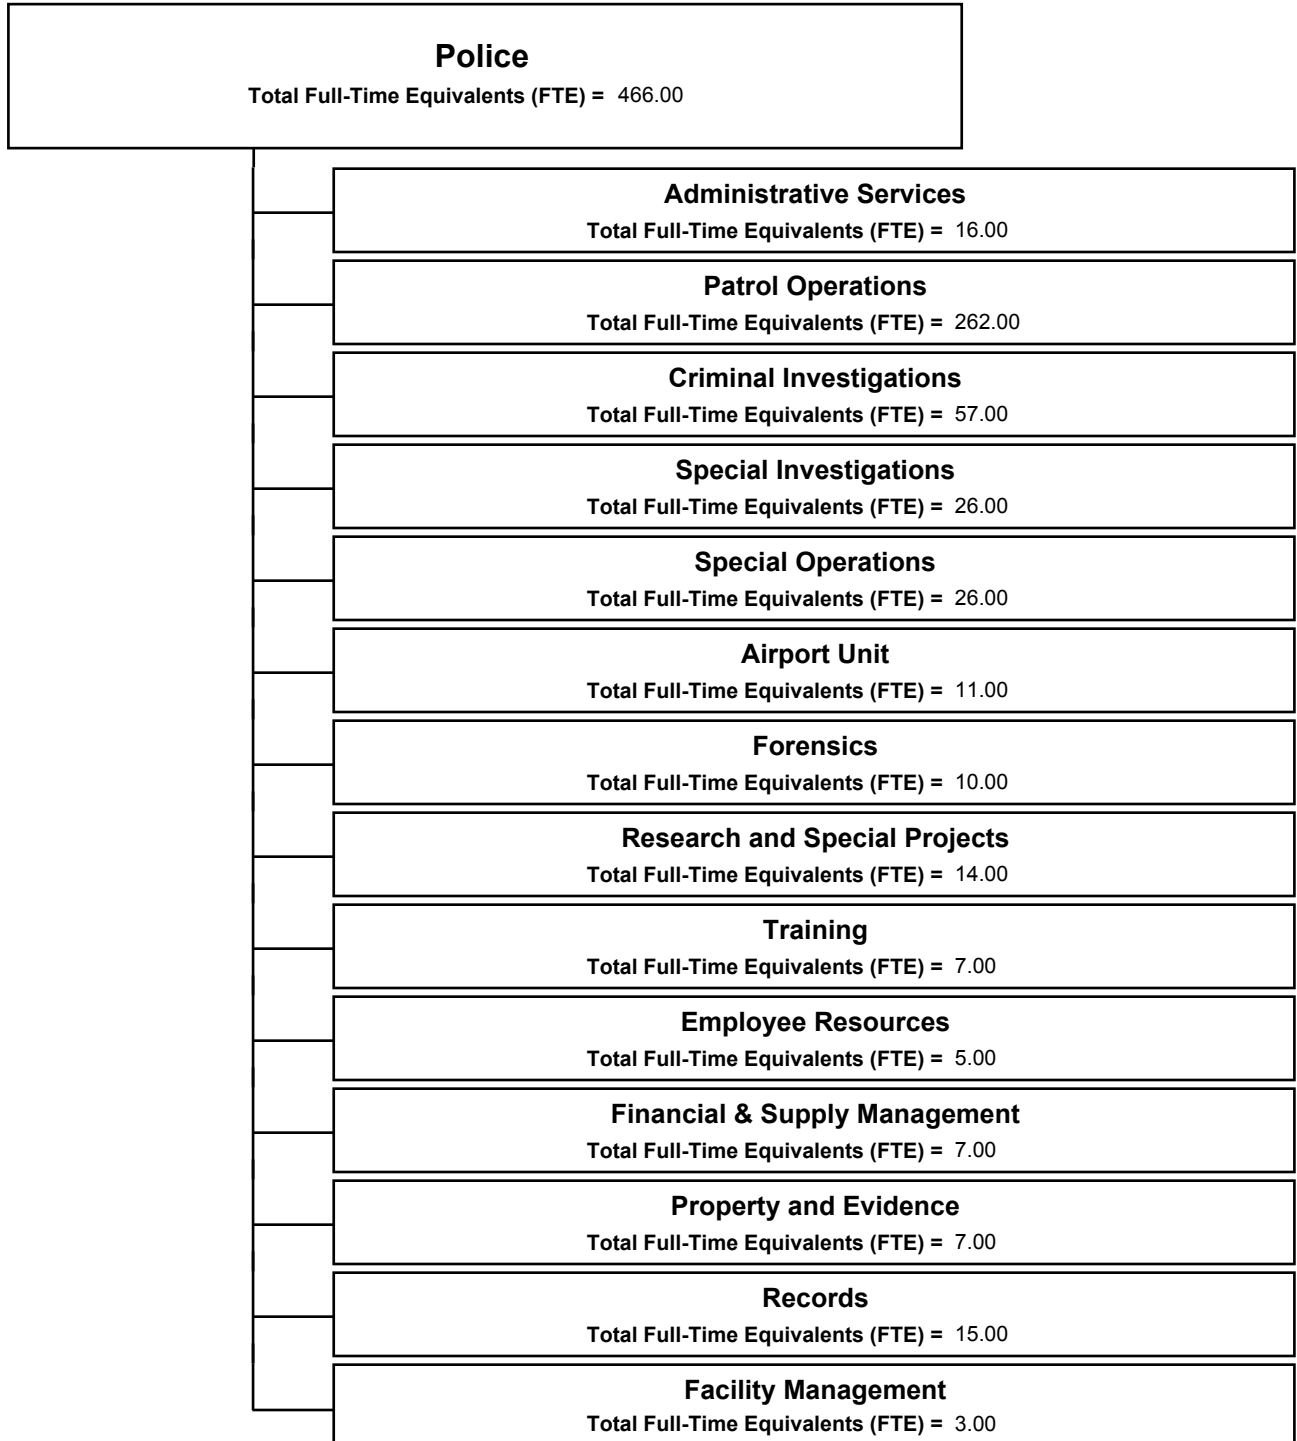 Police
Total Full-Time Equivalents (FTE) = 466.00
Administrative Services
Total Full-Time Equivalents (FTE) = 16.00
Patrol Operations
Total Full-Time Equivalents (FTE) = 262.00
Criminal Investigations
Total Full-Time Equivalents (FTE) = 57.00
Special Investigations
Total Full-Time Equivalents (FTE) = 26.00
Special Operations
Total Full-Time Equivalents (FTE) = 26.00
Airport Unit
Total Full-Time Equivalents (FTE) = 11.00
Forensics
Total Full-Time Equivalents (FTE) = 10.00
Research and Special Projects
Total Full-Time Equivalents (FTE) = 14.00
Training
Total Full-Time Equivalents (FTE) = 7.00
Employee Resources
Total Full-Time Equivalents (FTE) = 5.00
Financial & Supply Management
Total Full-Time Equivalents (FTE) = 7.00
Property and Evidence
Total Full-Time Equivalents (FTE) = 7.00
Records
Total Full-Time Equivalents (FTE) = 15.00
Facility Management
Total Full-Time Equivalents (FTE) = 3.00